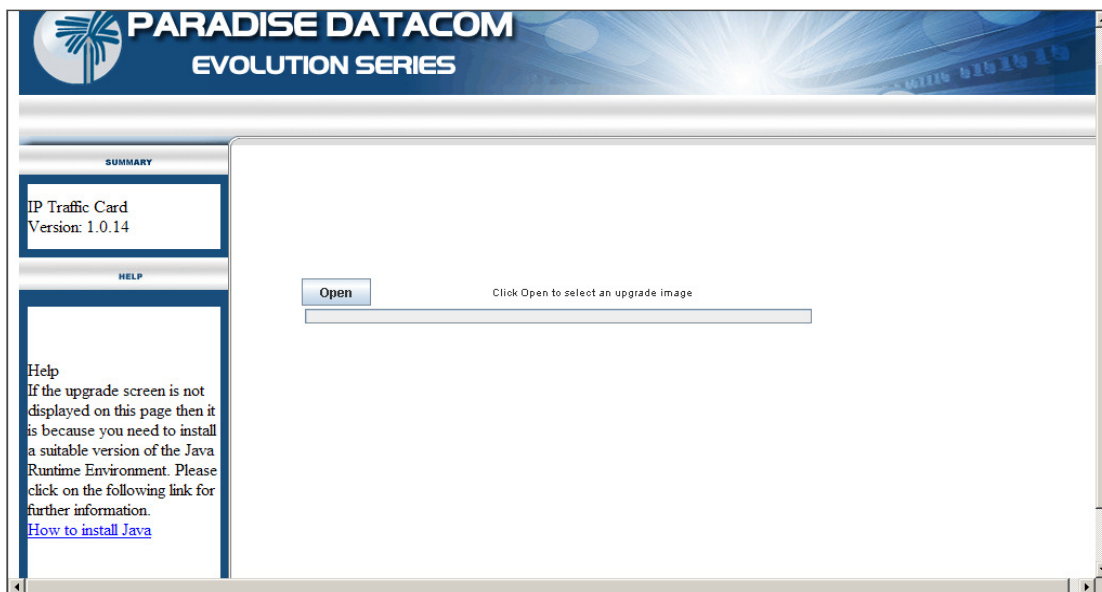 PARADISE DATACOM
EVOLUTION SERIES
SUMMARY
IP Traffic Card
Version: 1.0.14
HELP
Open
Click Open to select an upgrade image
Help
If the upgrade screen is not
displayed on this page then it
is because you need to install
a suitable version of the Java
Runtime Environment. Please
click on the following link for
further information.
How to install Java